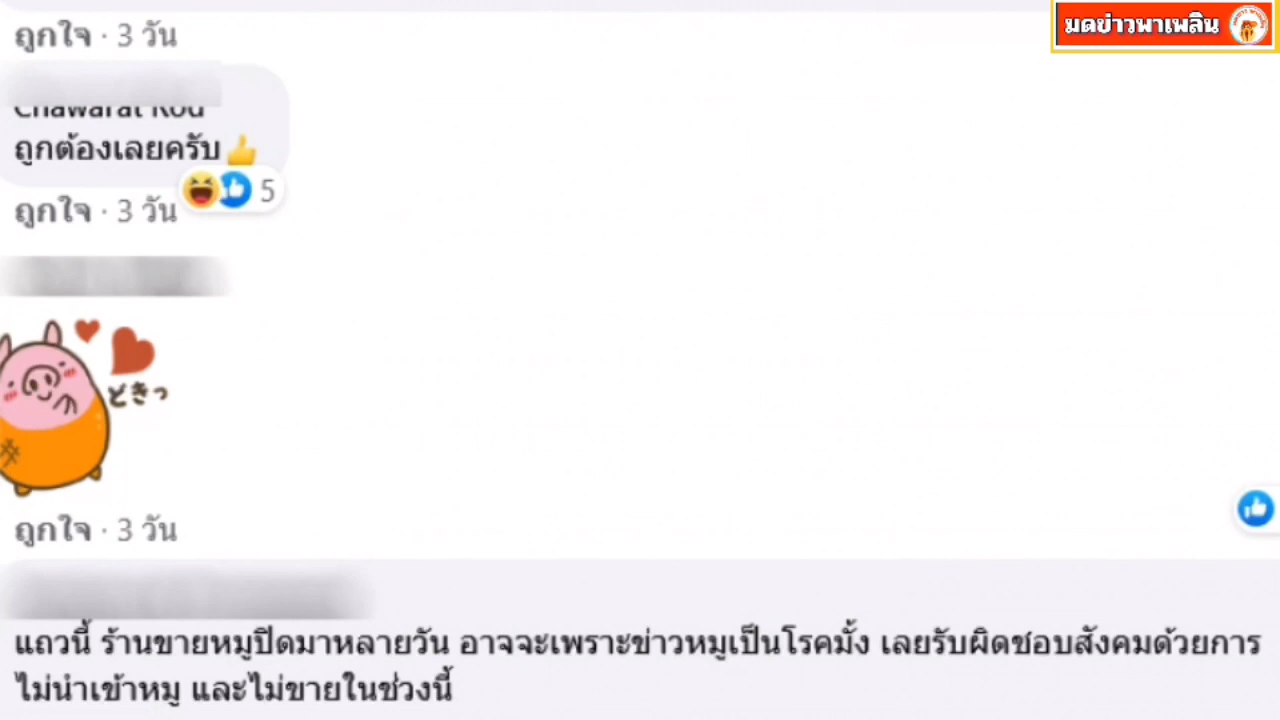 มดข่าวพาเพลิน
ถูกใจ · 3 วัน
ถูกต้องเลยครับ
5
ถูกใจ · 3 วัน
どきっ
ถูกใจ · 3 วัน
แถวนี้ ร้านขายหมูปิดมาหลายวัน อาจจะเพราะข่าวหมูเป็นโรคมั้ง เลยรับผิดชอบสังคมด้วยการ
ไม่นำเข้าหมู และไม่ขายในช่วงนี้